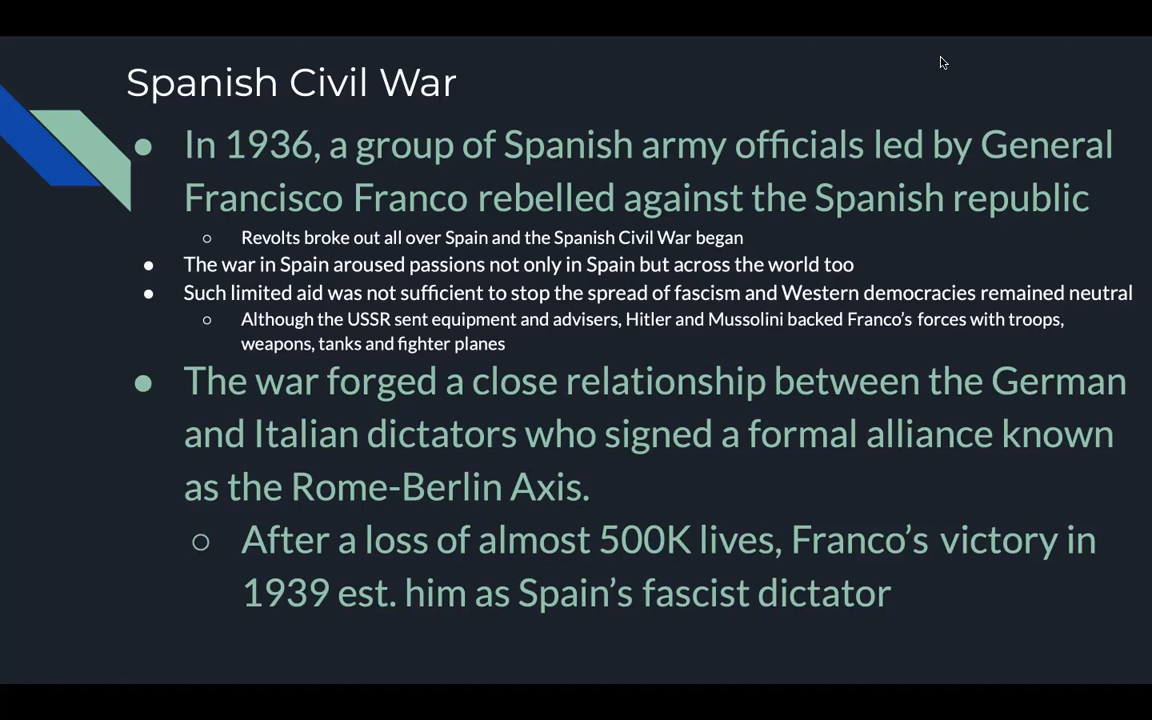 Spanish Civil War
● In 1936, a group of Spanish army officials led by General
Francisco Franco rebelled against the Spanish republic
○ Revolts broke out all over Spain and the Spanish Civil War began
● The war in Spain aroused passions not only in Spain but across the world too
● Such limited aid was not sufficient to stop the spread of fascism and Western democracies remained neutral
○ Although the USSR sent equipment and advisers, Hitler and Mussolini backed Franco’s forces with troops,
weapons, tanks and fighter planes
● The war forged a close relationship between the German
and Italian dictators who signed a formal alliance known
as the Rome-Berlin Axis.
○ After a loss of almost 500K lives, Franco’s victory in
1939 est. him as Spain’s fascist dictator